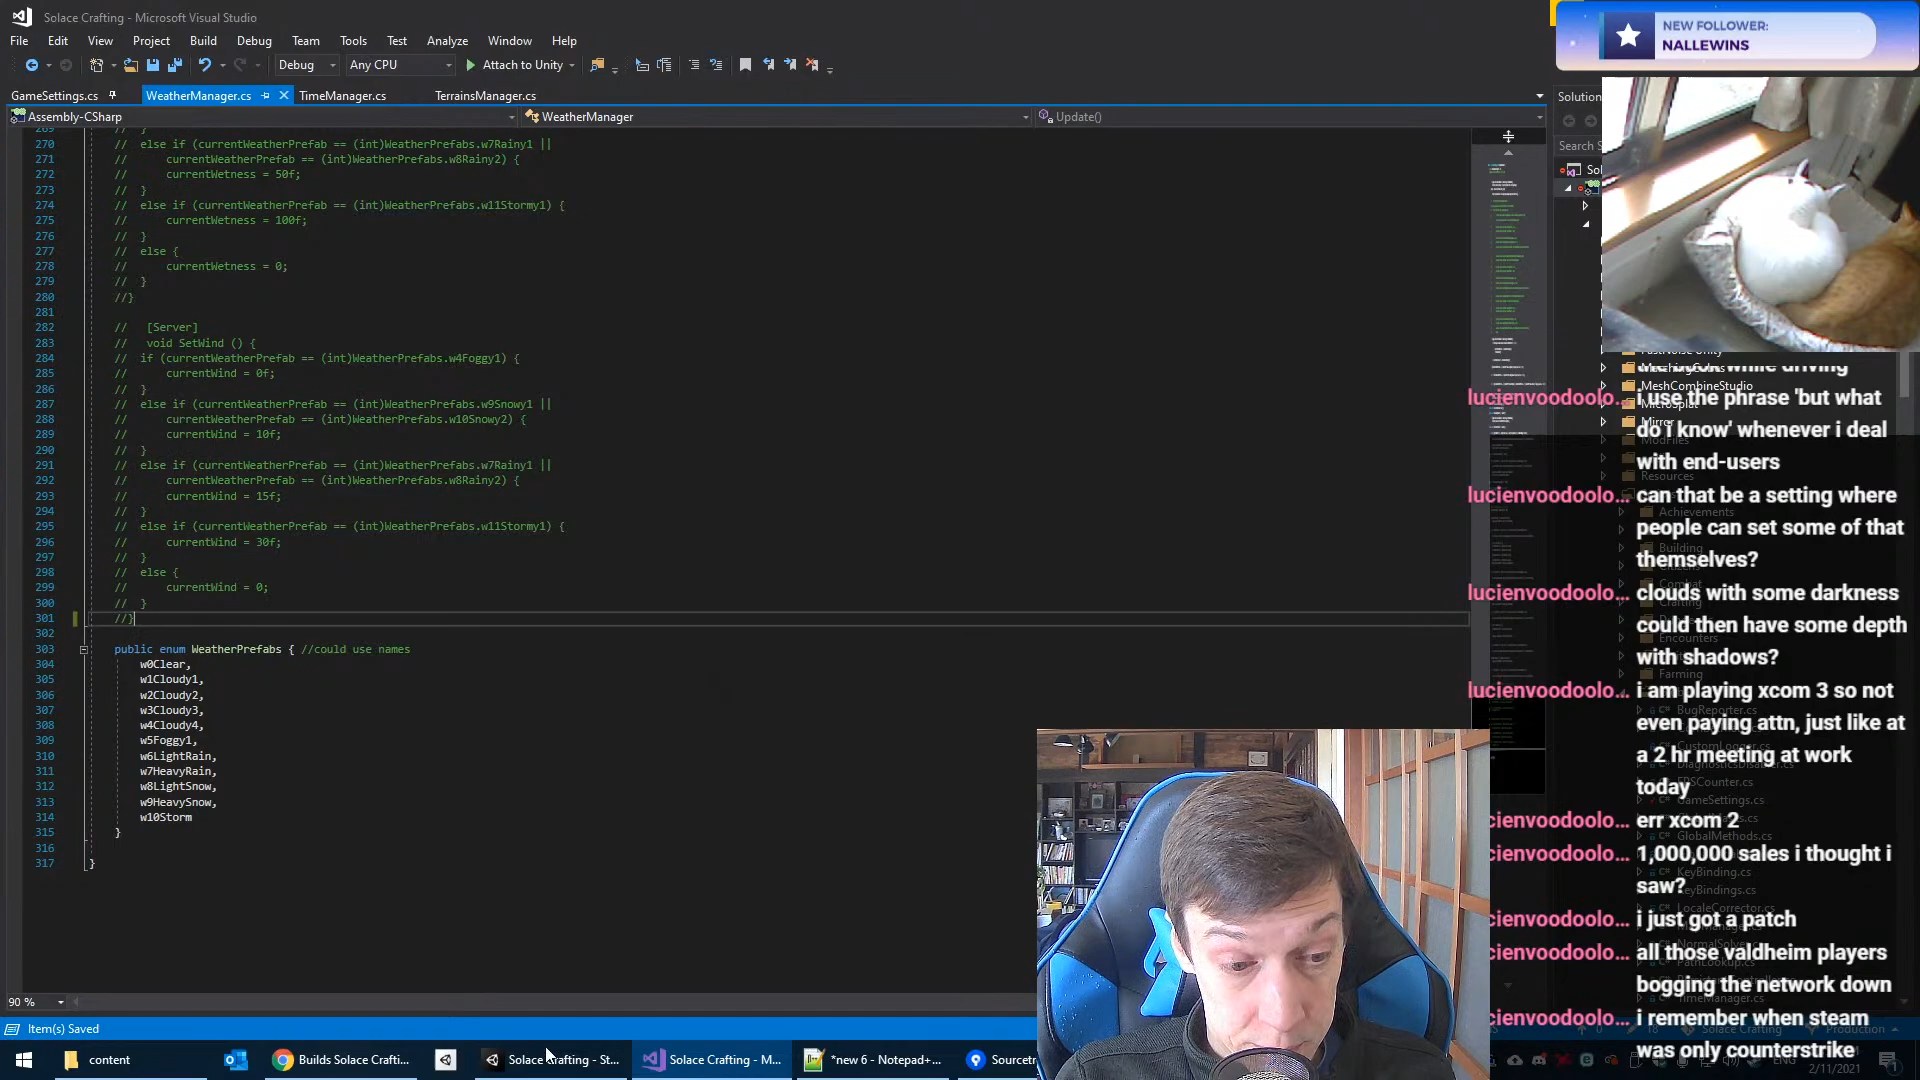 Solace Crafting - Microsoft Visual Studio
File Edit View Project Build Debug Team Tools Test Analyze Window Help
Debug Any CPU Attach to Unity
GameSettings.cs WeatherManager.cs TimeManager.cs TerrainsManager.cs
Assembly-CSharp WeatherManager Update()
270 // else if (currentWeatherPrefab == (int)WeatherPrefabs.w7Rainy1 ||
271 // currentWeatherPrefab == (int)WeatherPrefabs.w8Rainy2) {
272 // currentWetness = 50f;
273 // }
274 // else if (currentWeatherPrefab == (int)WeatherPrefabs.w11Stormy1) {
275 // currentWetness = 100f;
276 // }
277 // else {
278 // currentWetness = 0;
279 // }
280 //}
281
282 // [Server]
283 // void SetWind () {
284 // if (currentWeatherPrefab == (int)WeatherPrefabs.w4Foggy1) {
285 // currentWind = 0f;
286 // }
287 // else if (currentWeatherPrefab == (int)WeatherPrefabs.w9Snowy1 ||
288 // currentWeatherPrefab == (int)WeatherPrefabs.w10Snowy2) {
289 // currentWind = 10f;
290 // }
291 // else if (currentWeatherPrefab == (int)WeatherPrefabs.w7Rainy1 ||
292 // currentWeatherPrefab == (int)WeatherPrefabs.w8Rainy2) {
293 // currentWind = 15f;
294 // }
295 // else if (currentWeatherPrefab == (int)WeatherPrefabs.w11Stormy1) {
296 // currentWind = 30f;
297 // }
298 // else {
299 // currentWind = 0;
300 // }
301 //}
302
303 public enum WeatherPrefabs { //could use names
304 w0Clear,
305 w1Cloudy1,
306 w2Cloudy2,
307 w3Cloudy3,
308 w4Cloudy4,
309 w5Foggy1,
310 w6LightRain,
311 w7HeavyRain,
312 w8LightSnow,
313 w9HeavySnow,
314 w10Storm
315 }
316
317 }
90 %
Item(s) Saved
NEW FOLLOWER:
NALLEWINS
Solution
Search S
MeshCombineStudio
lucienvoodoolo... i use the phrase 'but what
do i know' whenever i deal
with end-users
lucienvoodoolo... can that be a setting where
people can set some of that
themselves?
lucienvoodoolo... clouds with some darkness
could then have some depth
with shadows?
lucienvoodoolo... i am playing xcom 3 so not
even paying attn, just like at
a 2 hr meeting at work
today
cienvoodoolo... err xcom 2
cienvoodoolo... 1,000,000 sales i thought i
saw?
cienvoodoolo... i just got a patch
cienvoodoolo... all those valdheim players
bogging the network down
cienvoodoolo... i remember when steam
was only counterstrike
content
Builds Solace Crafti...
Solace Crafting - St...
Solace Crafting - M...
*new 6 - Notepad+...
Sourcetr
2/11/2021